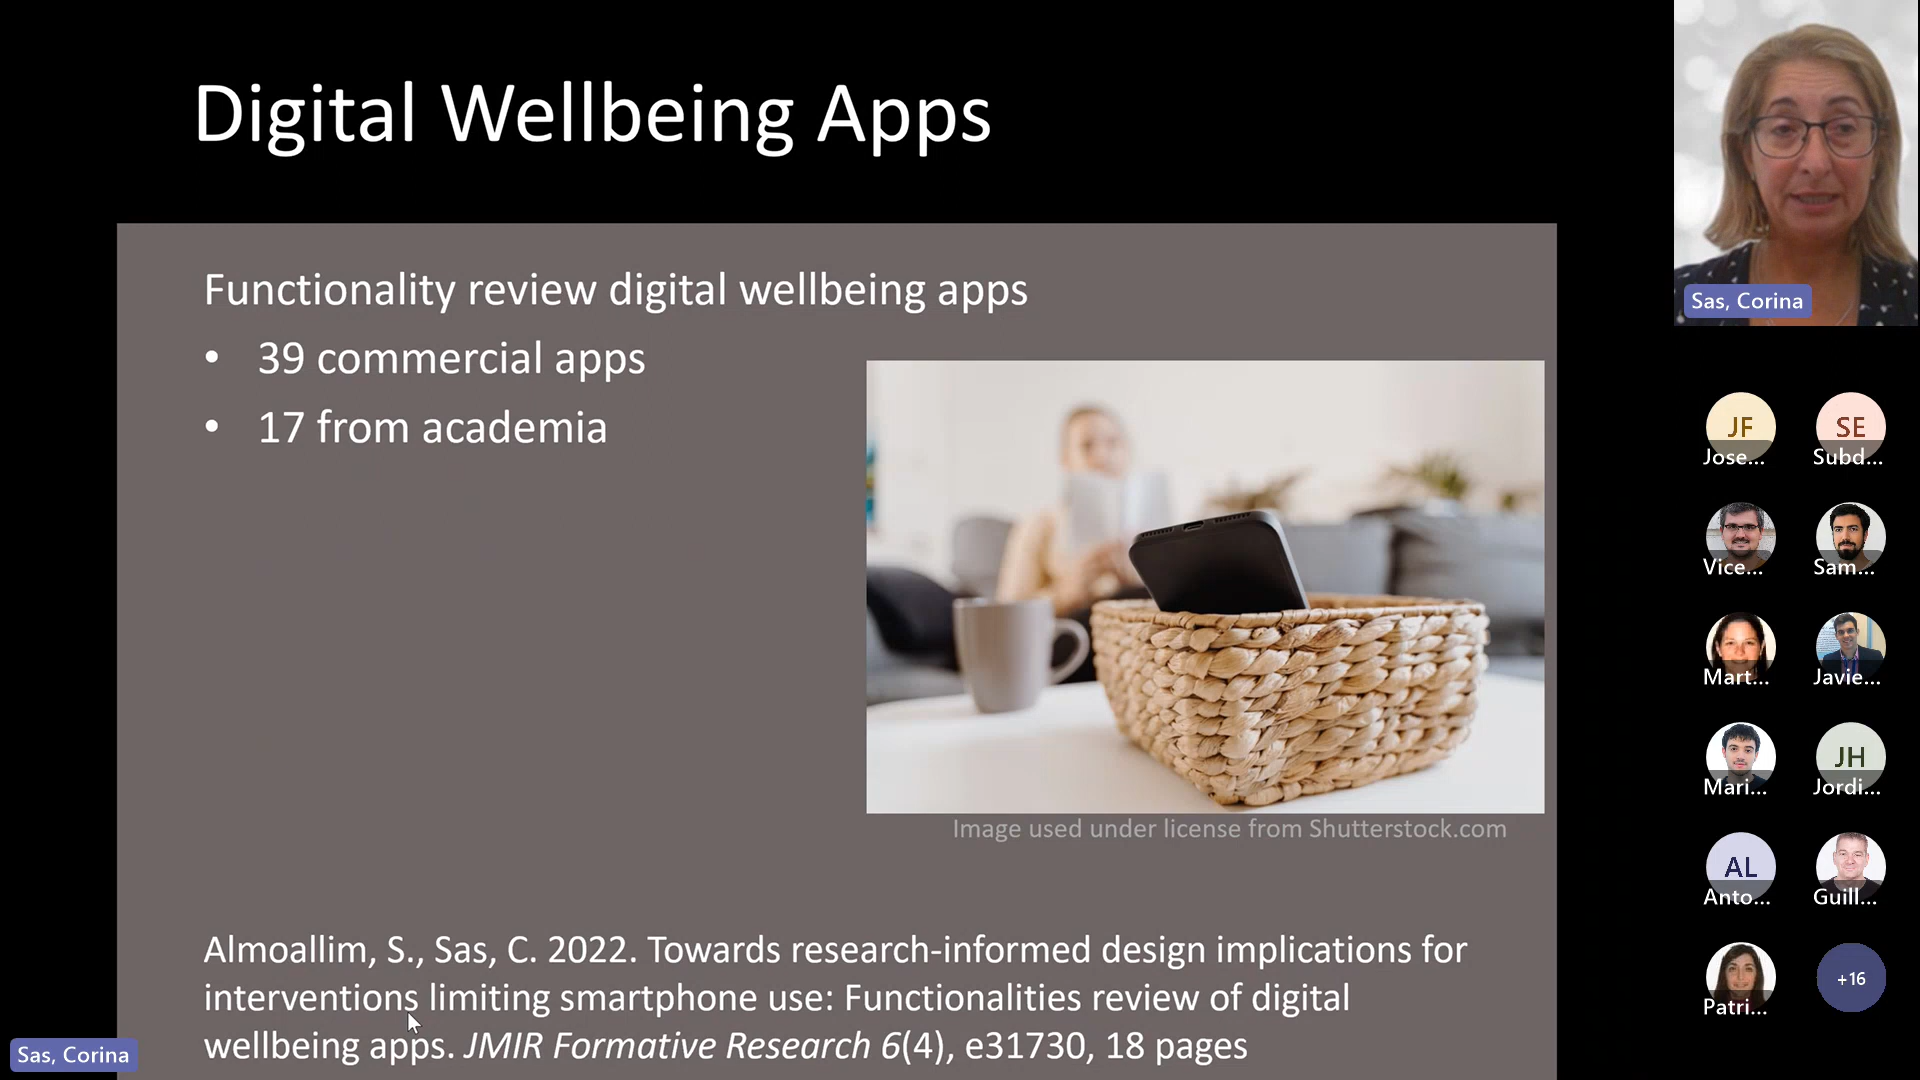 Digital Wellbeing Apps
Functionality review digital wellbeing apps
• 39 commercial apps
• 17 from academia
Image used under license from Shutterstock.com
Almoallim, S., Sas, C. 2022. Towards research-informed design implications for
interventions limiting smartphone use: Functionalities review of digital
wellbeing apps. JMIR Formative Research 6(4), e31730, 18 pages
Sas, Corina
Sas, Corina
JF
Jose...
SE
Subd...
Vice...
Sam...
Mart...
Javie...
Mari...
JH
Jordi...
AL
Anto...
Guill...
Patri...
+16